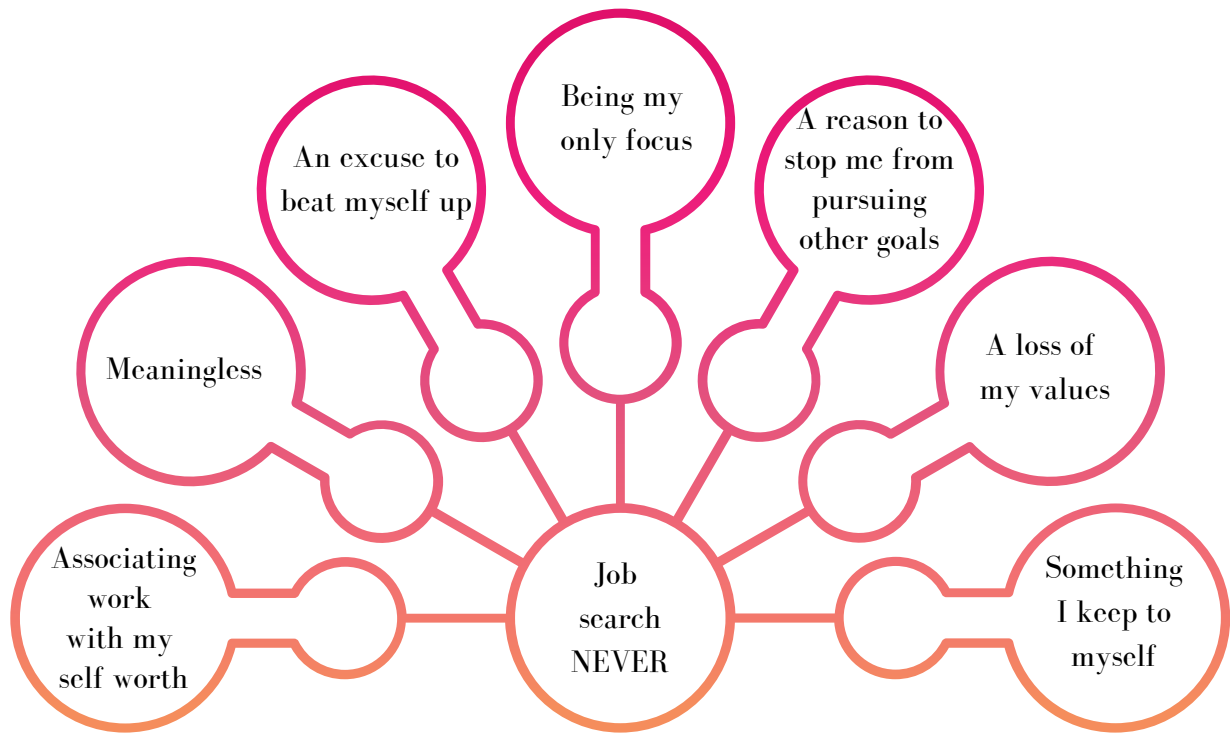 Being my
only focus
An excuse to
beat myself up
A reason to
stop me from
pursuing
other goals
Meaningless
A loss of
my values
Associating
work
with my
self worth
Job
search
NEVER
Something
I keep to
myself